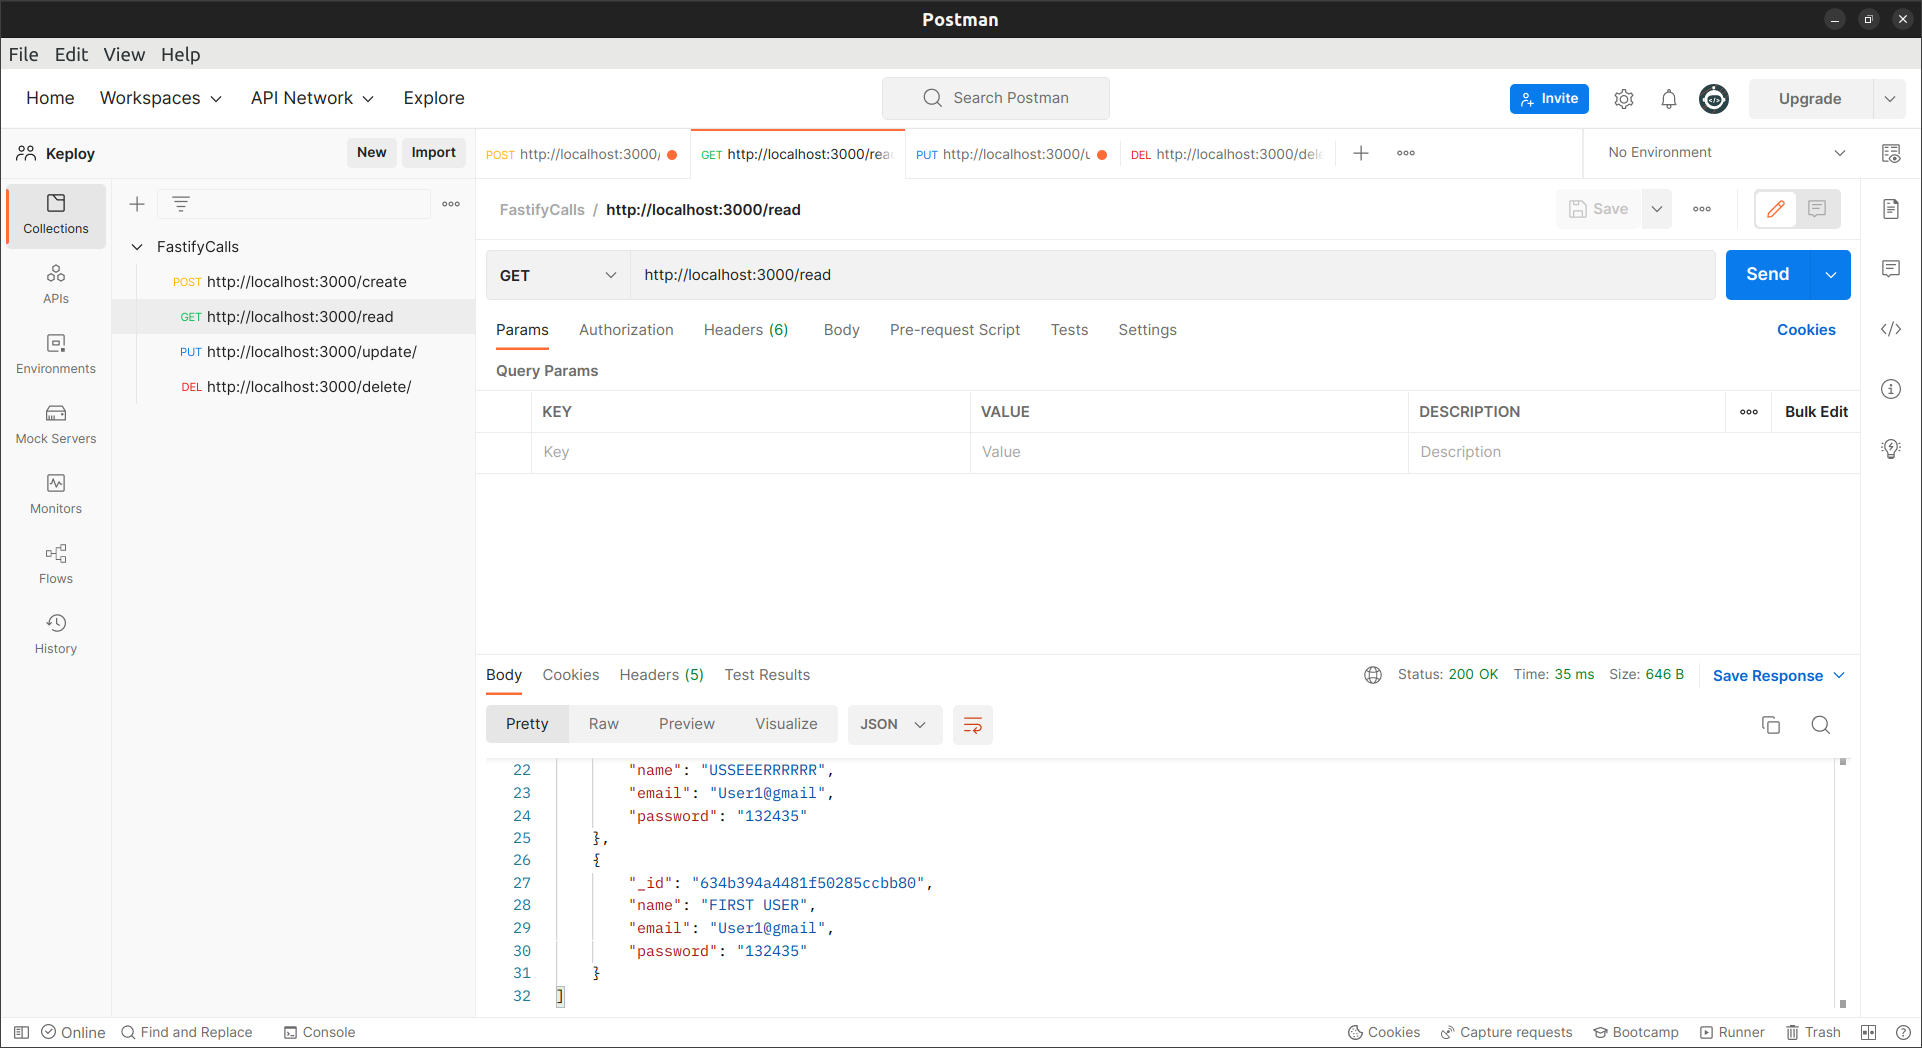 Postman
File Edit View Help
Home Workspaces API Network Explore
Search Postman
Invite
Upgrade
Keploy
New Import
POST http://localhost:3000/
GET http://localhost:3000/rea
PUT http://localhost:3000/u
DEL http://localhost:3000/dele
No Environment
Collections
APIs
Environments
Mock Servers
Monitors
Flows
History
FastifyCalls
POST http://localhost:3000/create
GET http://localhost:3000/read
PUT http://localhost:3000/update/
DEL http://localhost:3000/delete/
FastifyCalls / http://localhost:3000/read
Save
GET http://localhost:3000/read
Send
Params Authorization Headers (6) Body Pre-request Script Tests Settings
Cookies
Query Params
KEY VALUE DESCRIPTION Bulk Edit
Key Value Description
Body Cookies Headers (5) Test Results
Status: 200 OK Time: 35 ms Size: 646 B Save Response
Pretty Raw Preview Visualize JSON
22 "name": "USSEEERRRRRR",
23 "email": "User1@gmail",
24 "password": "132435"
25 },
26 {
27 "_id": "634b394a4481f50285ccbb80",
28 "name": "FIRST USER",
29 "email": "User1@gmail",
30 "password": "132435"
31 }
32 ]
Online Find and Replace Console
Cookies Capture requests Bootcamp Runner Trash